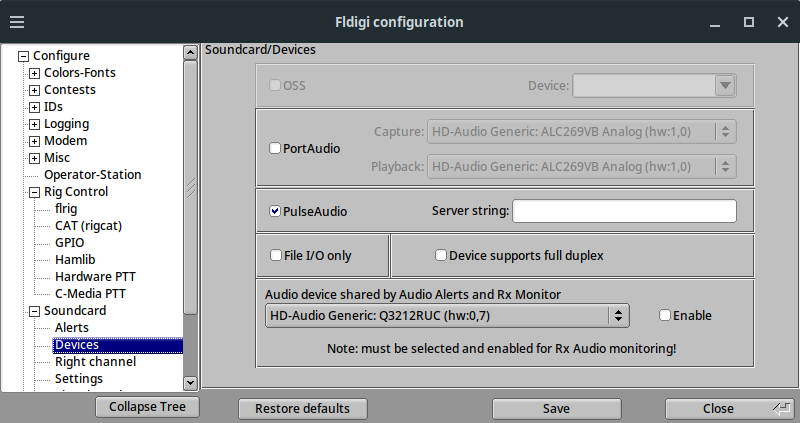 Fldigi configuration
Configure
Colors-Fonts
Contests
IDs
Logging
Modem
Misc
Operator-Station
Rig Control
flrig
CAT (rigcat)
GPIO
Hamlib
Hardware PTT
C-Media PTT
Soundcard
Alerts
Devices
Right channel
Settings
Collapse Tree
Soundcard/Devices
OSS Device:
Capture: HD-Audio Generic: ALC269VB Analog (hw:1,0)
PortAudio
Playback: HD-Audio Generic: ALC269VB Analog (hw:1,0)
PulseAudio Server string:
File I/O only Device supports full duplex
Audio device shared by Audio Alerts and Rx Monitor
HD-Audio Generic: Q3212RUC (hw:0,7) Enable
Note: must be selected and enabled for Rx Audio monitoring!
Restore defaults Save Close